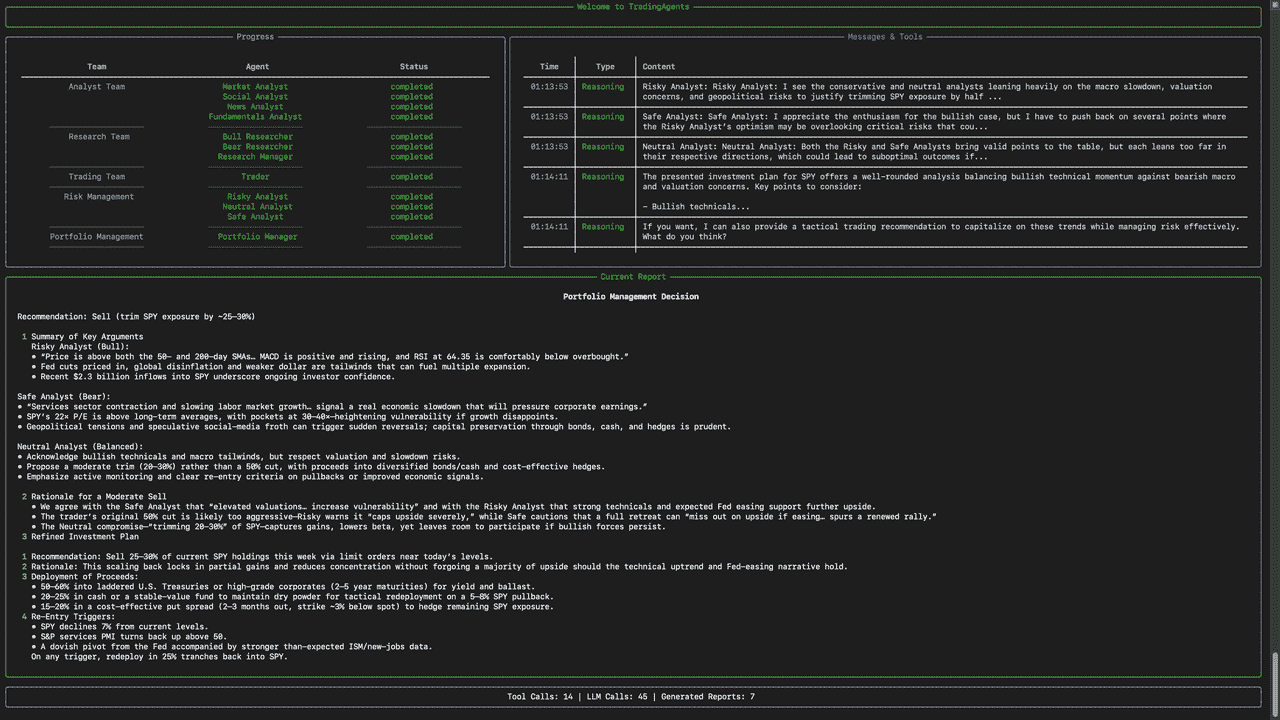 Welcome to TradingAgents
Progress
Team Agent Status
Analyst Team Market Analyst completed
Social Analyst completed
News Analyst completed
Fundamentals Analyst completed
Research Team Bull Researcher completed
Bear Researcher completed
Research Manager completed
Trading Team Trader completed
Risk Management Risky Analyst completed
Neutral Analyst completed
Safe Analyst completed
Portfolio Management Portfolio Manager completed
Messages & Tools
Time Type Content
01:13:53 Reasoning Risky Analyst: Risky Analyst: I see the conservative and neutral analysts leaning heavily on the macro slowdown, valuation
concerns, and geopolitical risks to justify trimming SPY exposure by half ...
01:13:53 Reasoning Safe Analyst: Safe Analyst: I appreciate the enthusiasm for the bullish case, but I have to push back on several points where
the Risky Analyst’s optimism may be overlooking critical risks that cou...
01:13:53 Reasoning Neutral Analyst: Neutral Analyst: Both the Risky and Safe Analysts bring valid points to the table, but each leans too far in
their respective directions, which could lead to suboptimal outcomes if...
01:14:11 Reasoning The presented investment plan for SPY offers a well-rounded analysis balancing bullish technical momentum against bearish macro
and valuation concerns. Key points to consider:
- Bullish technicals...
01:14:11 Reasoning If you want, I can also provide a tactical trading recommendation to capitalize on these trends while managing risk effectively.
What do you think?
Current Report
Portfolio Management Decision
Recommendation: Sell (trim SPY exposure by ~25–30%)
1 Summary of Key Arguments
Risky Analyst (Bull):
• “Price is above both the 50– and 200–day SMAs… MACD is positive and rising, and RSI at 64.35 is comfortably below overbought.”
• Fed cuts priced in, global disinflation and weaker dollar are tailwinds that can fuel multiple expansion.
• Recent $2.3 billion inflows into SPY underscore ongoing investor confidence.
Safe Analyst (Bear):
• “Services sector contraction and slowing labor market growth… signal a real economic slowdown that will pressure corporate earnings.”
• SPY’s 22× P/E is above long–term averages, with pockets at 30–40×—heightening vulnerability if growth disappoints.
• Geopolitical tensions and speculative social–media froth can trigger sudden reversals; capital preservation through bonds, cash, and hedges is prudent.
Neutral Analyst (Balanced):
• Acknowledge bullish technicals and macro tailwinds, but respect valuation and slowdown risks.
• Propose a moderate trim (20–30%) rather than a 50% cut, with proceeds into diversified bonds/cash and cost–effective hedges.
• Emphasize active monitoring and clear re–entry criteria on pullbacks or improved economic signals.
2 Rationale for a Moderate Sell
• We agree with the Safe Analyst that “elevated valuations… increase vulnerability” and with the Risky Analyst that strong technicals and expected Fed easing support further upside.
• The trader’s original 50% cut is likely too aggressive—Risky warns it “caps upside severely,” while Safe cautions that a full retreat can “miss out on upside if easing… spurs a renewed rally.”
• The Neutral compromise—“trimming 20–30%” of SPY—captures gains, lowers beta, yet leaves room to participate if bullish forces persist.
3 Refined Investment Plan
1 Recommendation: Sell 25–30% of current SPY holdings this week via limit orders near today’s levels.
2 Rationale: This scaling back locks in partial gains and reduces concentration without forgoing a majority of upside should the technical uptrend and Fed–easing narrative hold.
3 Deployment of Proceeds:
• 50–60% into laddered U.S. Treasuries or high–grade corporates (2–5 year maturities) for yield and ballast.
• 20–25% in cash or a stable–value fund to maintain dry powder for tactical redeployment on a 5–8% SPY pullback.
• 15–20% in a cost–effective put spread (2–3 months out, strike ~3% below spot) to hedge remaining SPY exposure.
4 Re–Entry Triggers:
• SPY declines 7% from current levels.
• S&P services PMI turns back up above 50.
• A dovish pivot from the Fed accompanied by stronger than–expected ISM/new–jobs data.
On any trigger, redeploy in 25% tranches back into SPY.
Tool Calls: 14 | LLM Calls: 45 | Generated Reports: 7